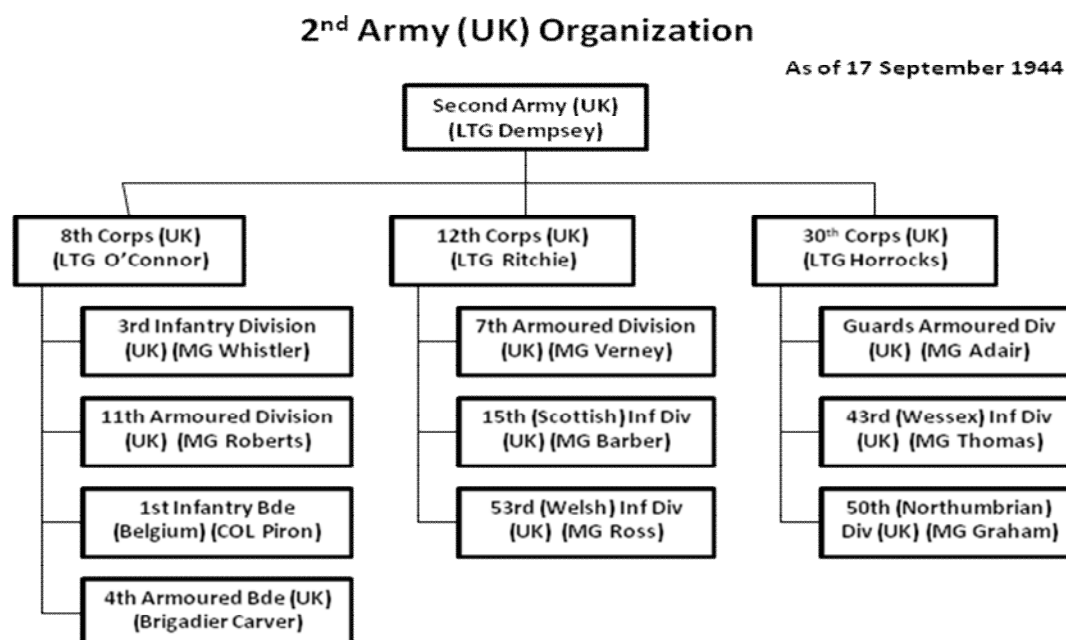 2nd Army (UK) Organization
As of 17 September 1944
Second Army (UK)
(LTG Dempsey)
8th Corps (UK)
(LTG O’Connor)
12th Corps (UK)
(LTG Ritchie)
30th Corps (UK)
(LTG Horrocks)
3rd Infantry Division
(UK) (MG Whistler)
11th Armoured Division
(UK) (MG Roberts)
1st Infantry Bde
(Belgium) (COL Piron)
4th Armoured Bde (UK)
(Brigadier Carver)
7th Armoured Division
(UK) (MG Verney)
15th (Scottish) Inf Div
(UK) (MG Barber)
53rd (Welsh) Inf Div
(UK) (MG Ross)
Guards Armoured Div
(UK) (MG Adair)
43rd (Wessex) Inf Div
(UK) (MG Thomas)
50th (Northumbrian)
Div (UK) (MG Graham)